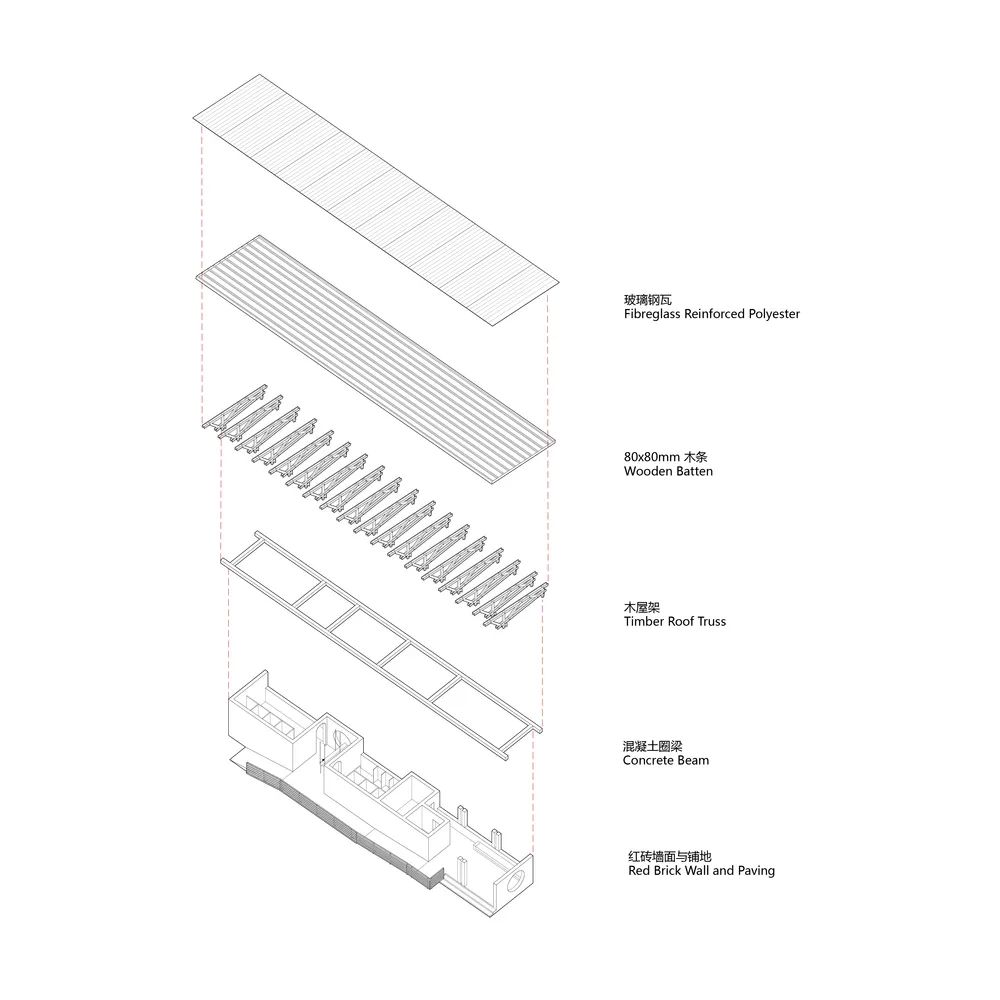 玻璃钢瓦
Fibreglass Reinforced Polyester
80x80mm 木条
Wooden Batten
木屋架
Timber Roof Truss
混凝土圈梁
Concrete Beam
红砖墙面与铺地
Red Brick Wall and Paving